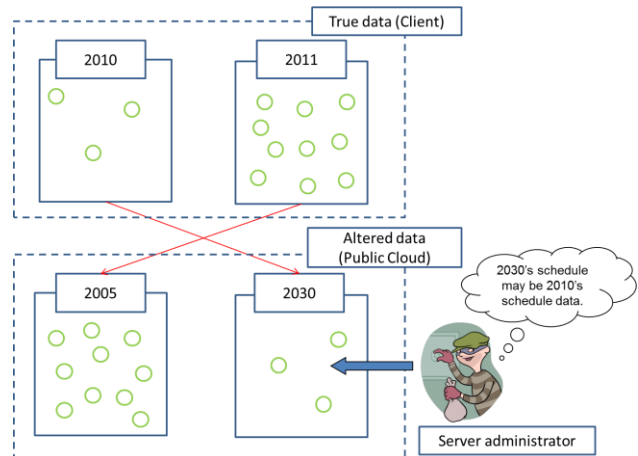 True data (Client)
2010
2011
Altered data
(Public Cloud)
2005
2030
2030's schedule
may be 2010's
schedule data.
Server administrator